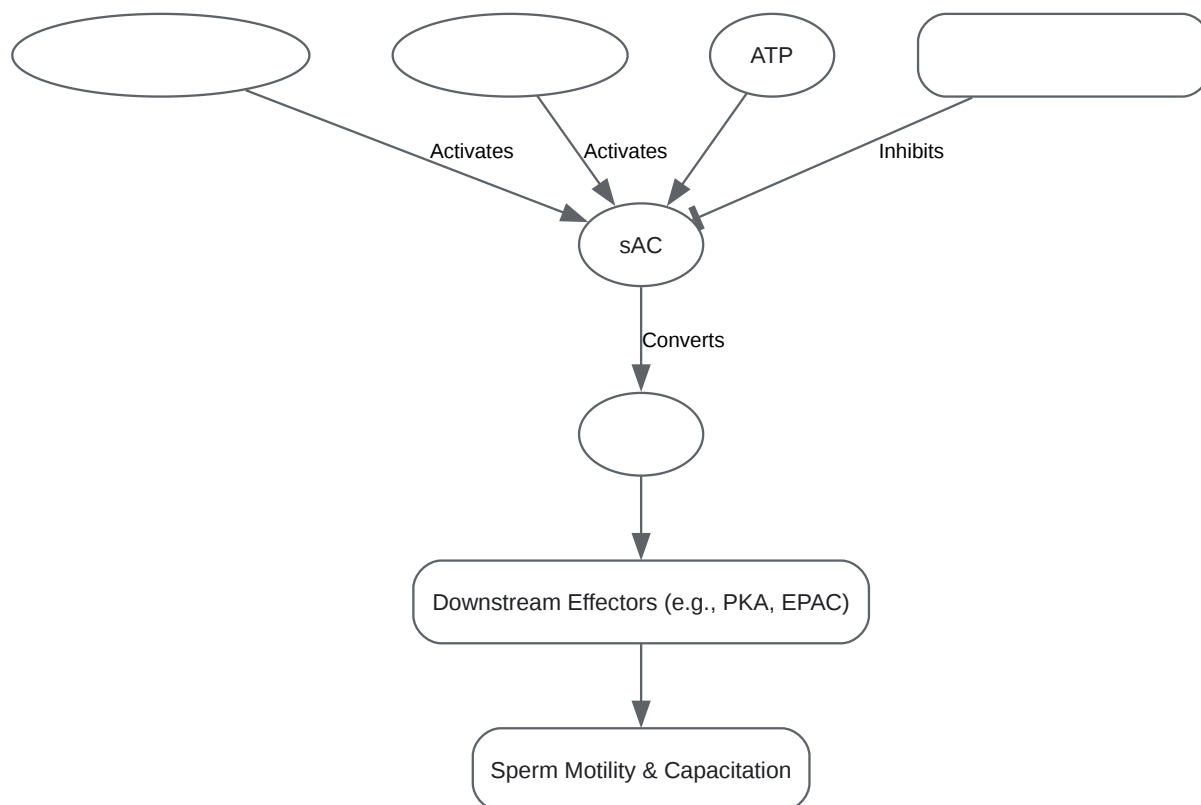 ATP
Activates
Activates
Inhibits
sAC
Converts
Downstream Effectors (e.g., PKA, EPAC)
Sperm Motility & Capacitation